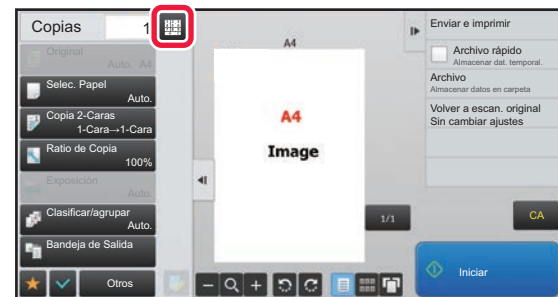 Copias
1
Original
Auto. A4
Selec. Papel
Auto.
Copia 2-Caras
1-Cara→1-Cara
Ratio de Copia
100%
Exposición
Auto.
Clasificar/agrupar
Auto.
Bandeja de Salida
Otros
A4
A4
Image
1/1
Enviar e imprimir
Archivo rápido
Almacenar dat. temporal.
Archivo
Almacenar datos en carpeta
Volver a escan. original
Sin cambiar ajustes
CA
Iniciar